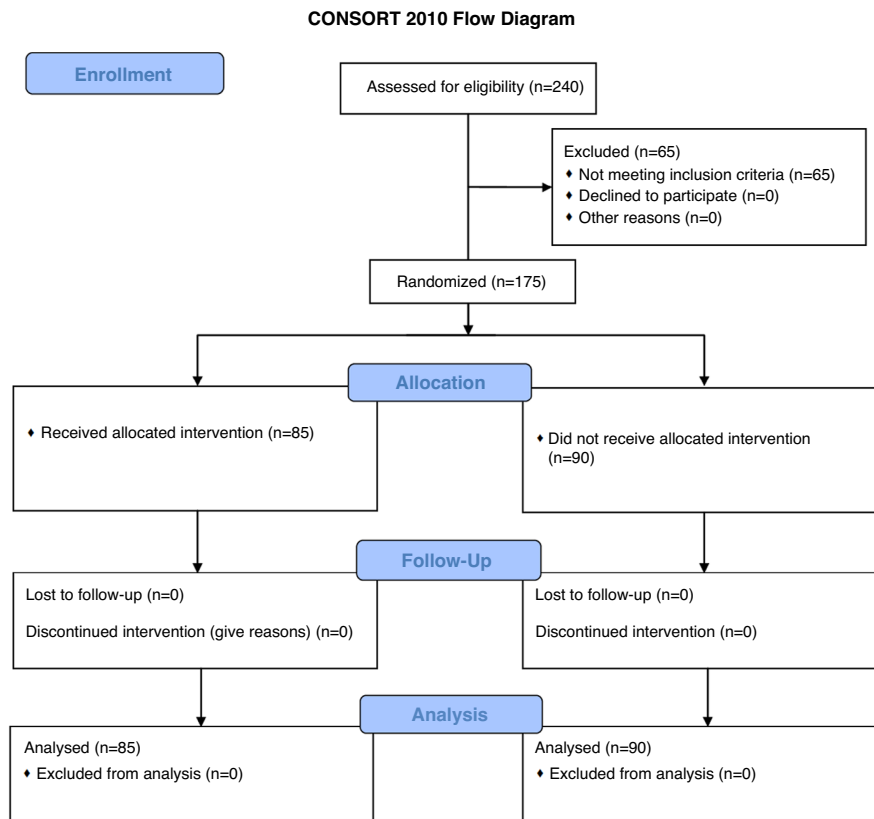 CONSORT 2010 Flow Diagram
Enrollment
Assessed for eligibility (n=240)
Excluded (n=65)
♦ Not meeting inclusion criteria (n=65)
♦ Declined to participate (n=0)
♦ Other reasons (n=0)
Randomized (n=175)
Allocation
♦ Received allocated intervention (n=85)
♦ Did not receive allocated intervention
(n=90)
Follow-Up
Lost to follow-up (n=0)
Discontinued intervention (give reasons) (n=0)
Lost to follow-up (n=0)
Discontinued intervention (n=0)
Analysis
Analysed (n=85)
♦ Excluded from analysis (n=0)
Analysed (n=90)
♦ Excluded from analysis (n=0)